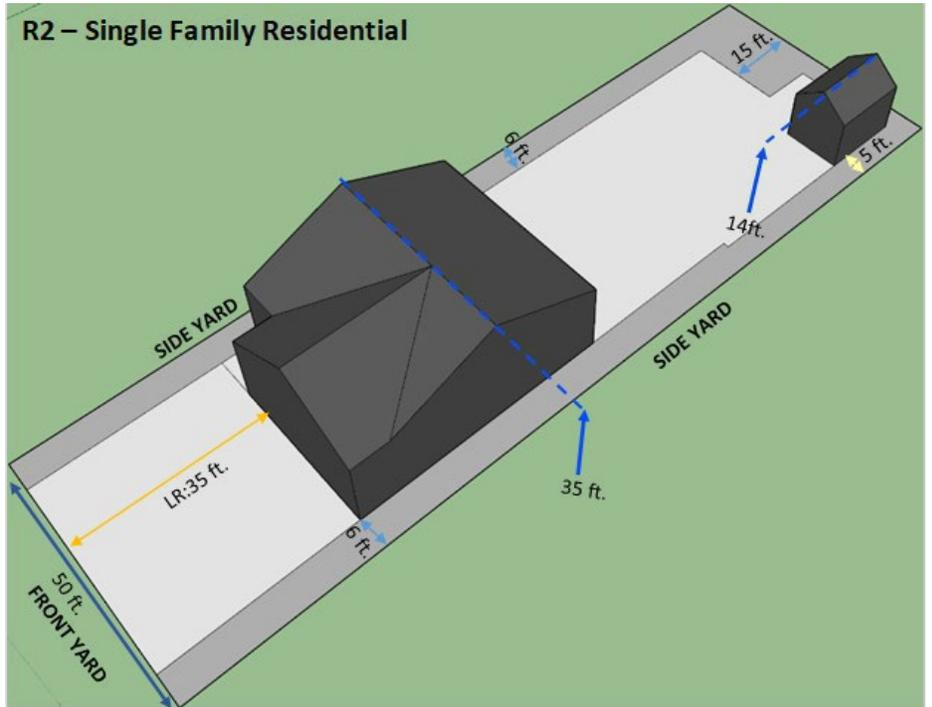 R2 – Single Family Residential
15 ft.
6 ft.
5 ft.
14ft.
SIDE YARD
SIDE YARD
LR:35 ft.
35 ft.
6 ft.
50 ft.
FRONT YARD